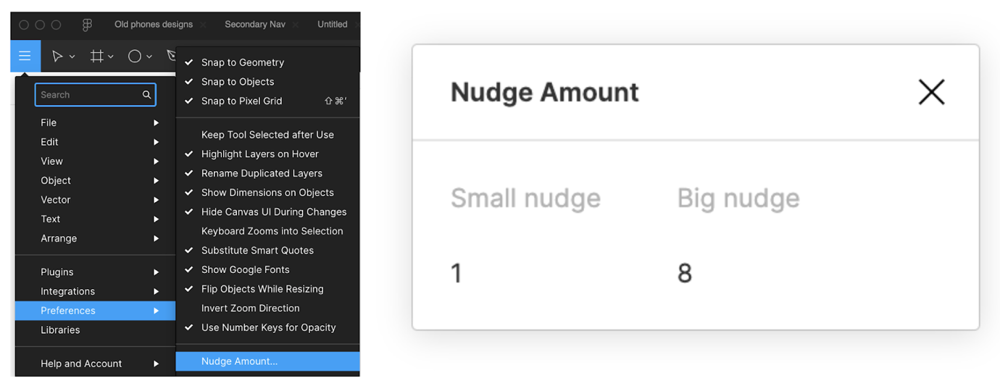 Old phones designs
Secondary Nav
Untitled
Search
File
Edit
View
Object
Vector
Text
Arrange
Plugins
Integrations
Preferences
Libraries
Help and Account
Snap to Geometry
Snap to Objects
Snap to Pixel Grid ⇧⌘'
Keep Tool Selected after Use
Highlight Layers on Hover
Rename Duplicated Layers
Show Dimensions on Objects
Hide Canvas UI During Changes
Keyboard Zooms into Selection
Substitute Smart Quotes
Show Google Fonts
Flip Objects While Resizing
Invert Zoom Direction
Use Number Keys for Opacity
Nudge Amount...
Nudge Amount
Small nudge Big nudge
1 8